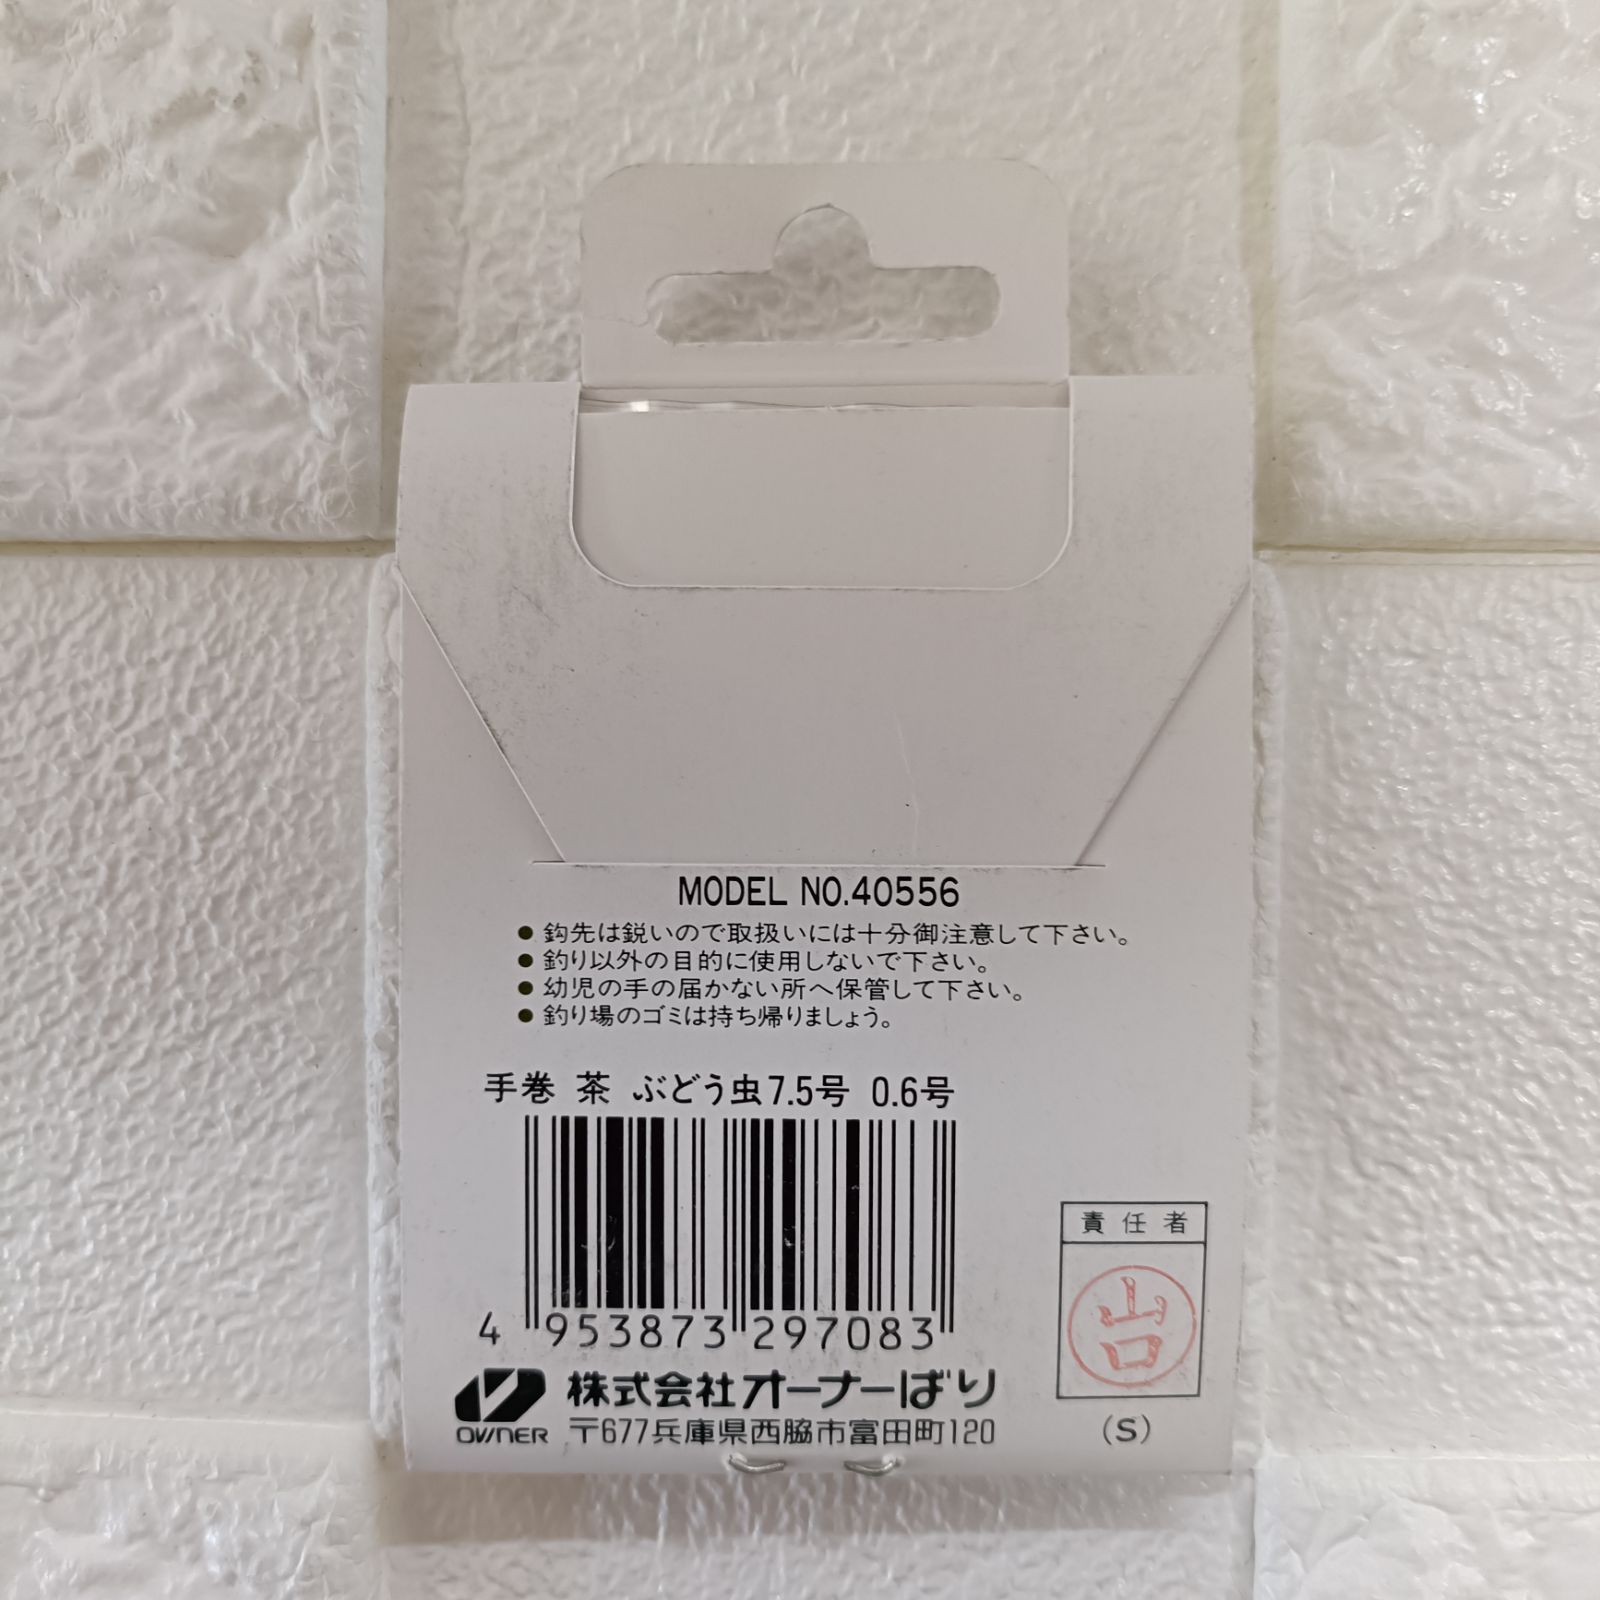 MODEL NO.40556
● 鈎先は鋭いので取扱いには十分御注意して下さい。
● 釣り以外の目的に使用しないで下さい。
● 幼児の手の届かない所へ保管して下さい。
● 釣り場のゴミは持ち帰りましょう。
手巻 茶 ぶどう虫7.5号 0.6号
4 953873 297083
責任者
山口
(S)
OWNER 株式会社オーナーばり
〒677兵庫県西脇市富田町120